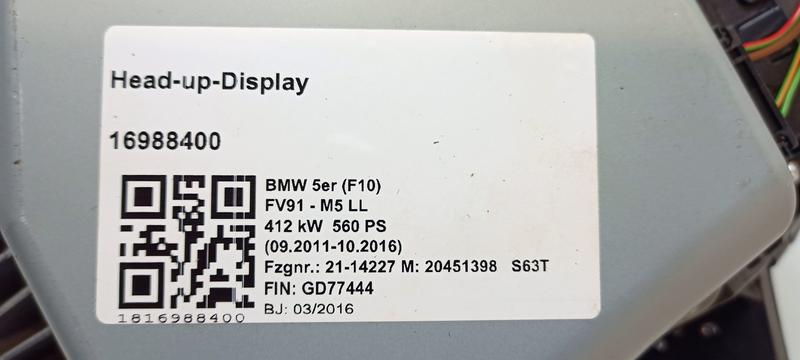 Head-up-Display
16988400
BMW 5er (F10)
FV91 - M5 LL
412 kW 560 PS
(09.2011-10.2016)
Fzgnr.: 21-14227 M: 20451398 S63T
FIN: GD77444
BJ: 03/2016
1816988400